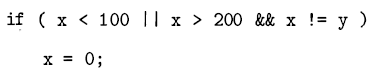 if ( x < 100 || x > 200 && x != y )
x = 0;